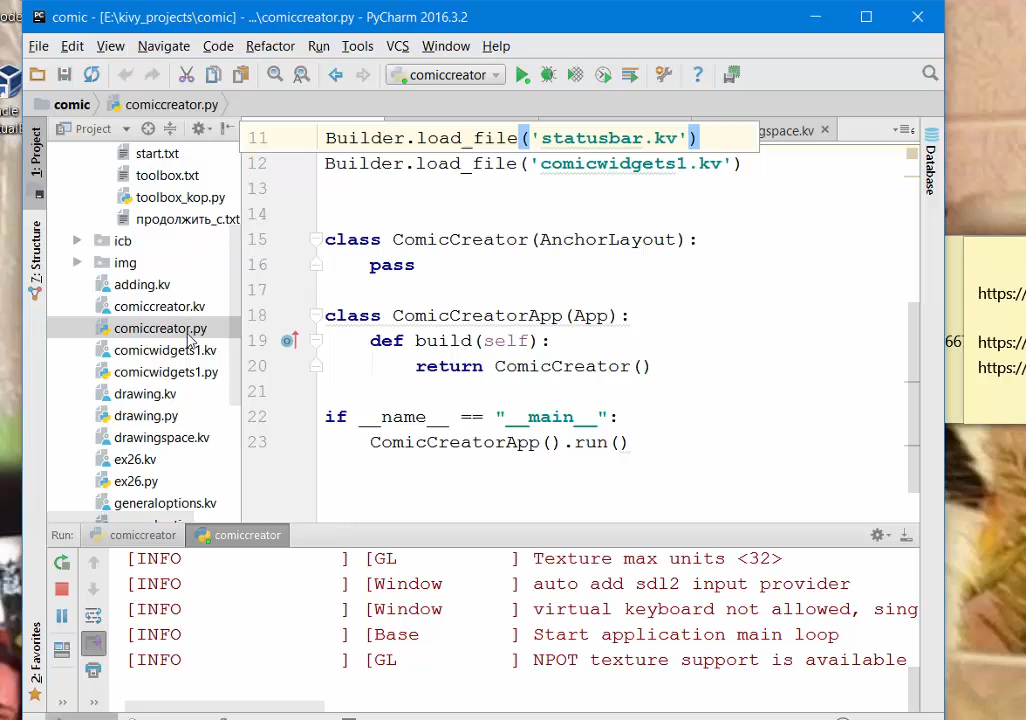 comic - [E:\kivy_projects\comic] - ...\comiccreator.py - PyCharm 2016.3.2
File Edit View Navigate Code Refactor Run Tools VCS Window Help
comiccreator
comic comiccreator.py
Project
gspace.kv
1: Project
7: Structure
2: Favorites
Database
start.txt
toolbox.txt
toolbox_kop.py
продолжить_с.txt
icb
img
adding.kv
comiccreator.kv
comiccreator.py
comicwidgets1.kv
comicwidgets1.py
drawing.kv
drawing.py
drawingspace.kv
ex26.kv
ex26.py
generaloptions.kv
11 Builder.load_file('statusbar.kv')
12 Builder.load_file('comicwidgets1.kv')
13
14
15 class ComicCreator(AnchorLayout):
16 pass
17
18 class ComicCreatorApp(App):
19 def build(self):
20 return ComicCreator()
21
22 if __name__ == "__main__":
23 ComicCreatorApp().run()
https://
https://
https://
Run: comiccreator comiccreator
[INFO ] [GL ] Texture max units <32>
[INFO ] [Window ] auto add sdl2 input provider
[INFO ] [Window ] virtual keyboard not allowed, sing
[INFO ] [Base ] Start application main loop
[INFO ] [GL ] NPOT texture support is available